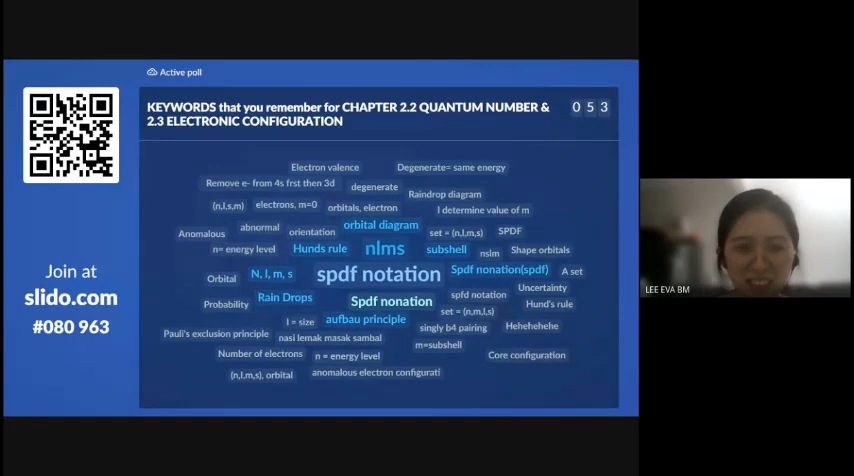 Active poll
KEYWORDS that you remember for CHAPTER 2.2 QUANTUM NUMBER &
2.3 ELECTRONIC CONFIGURATION
0 5 3
Electron valence
Degenerate= same energy
Remove e- from 4s frst then 3d
degenerate
Raindrop diagram
(n,l,s,m)
electrons, m=0
orbitals, electron
l determine value of m
Anomalous
abnormal
orientation
orbital diagram
set = (n,l,m,s)
SPDF
n= energy level
Hunds rule
nlms
subshell
nslm
Shape orbitals
Orbital
N, l, m, s
spdf notation
Spdf nonation(spdf)
A set
Probability
Rain Drops
Spdf nonation
spfd notation
Uncertainty
set = (n,m,l,s)
Hund's rule
l = size
aufbau principle
singly b4 pairing
Hehehehehe
Pauli's exclusion principle
nasi lemak masak sambal
m=subshell
Number of electrons
n = energy level
Core configuration
(n,l,m,s), orbital
anomalous electron configurati
Join at
slido.com
#080 963
LEE EVA BM